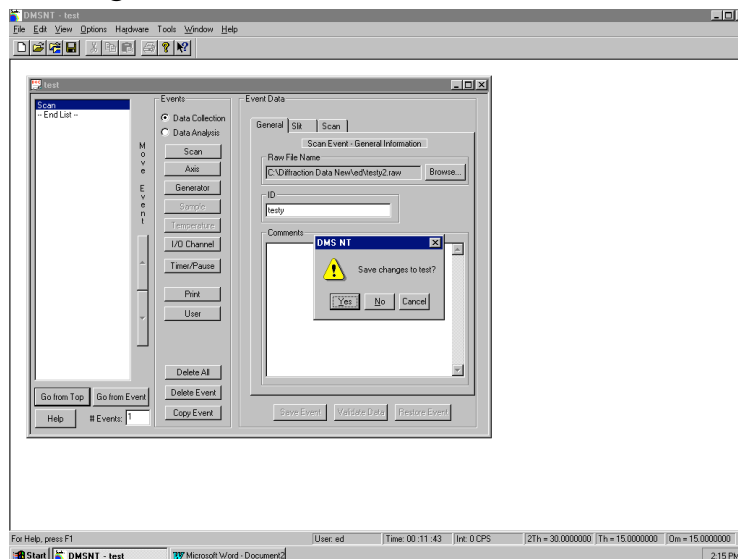 DMSNT - test
File Edit View Options Hardware Tools Window Help
test
Scan
-- End List --
Move Event
Events
Data Collection
Data Analysis
Scan
Axis
Generator
Sample
Temperature
I/O Channel
Timer/Pause
Print
User
Delete All
Delete Event
Copy Event
Go from Top Go from Event
Help # Events: 1
Event Data
General Slit Scan
Scan Event - General Information
Raw File Name
C:\Diffraction Data New\ed\testy2.raw Browse...
ID
testy
Comments
DMS NT
Save changes to test?
Yes No Cancel
Save Event Validate Data Restore Event
For Help, press F1 User: ed Time: 00 :11 :43 Int: 0 CPS 2Th = 30.0000000 Th = 15.0000000 Om = 15.0000000
Start DMSNT - test Microsoft Word - Document2 2:15 PM